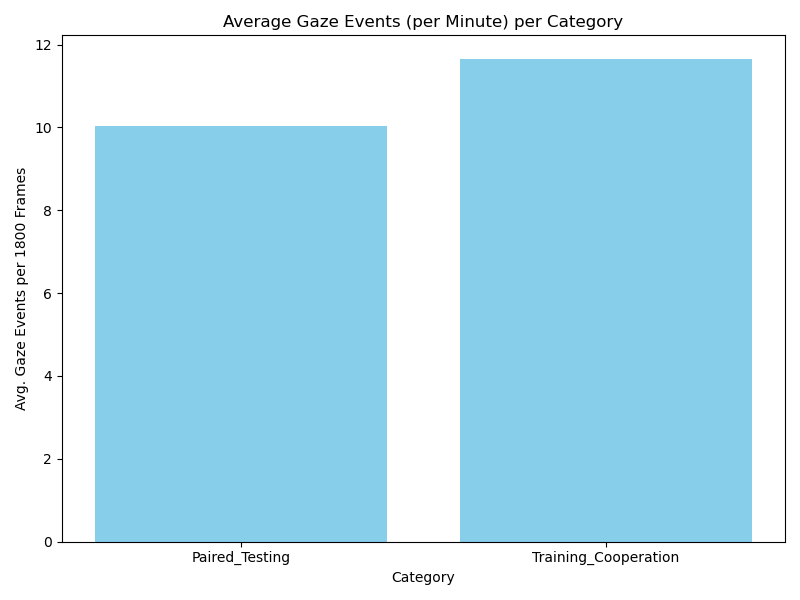 Average Gaze Events (per Minute) per Category
Avg. Gaze Events per 1800 Frames
12
10
8
6
4
2
0
Paired_Testing
Training_Cooperation
Category